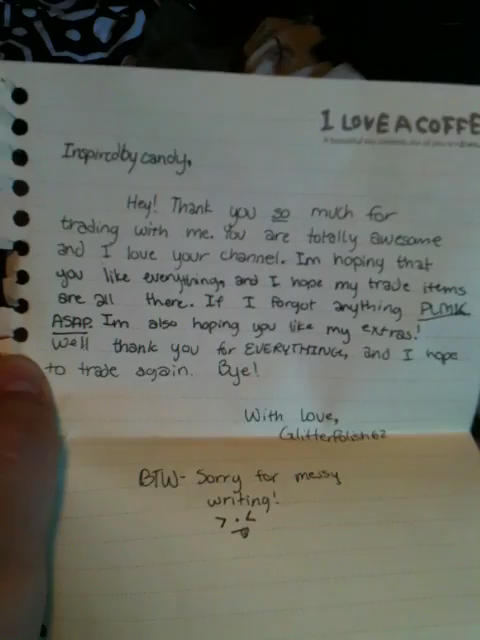 I LOVE A COFFE
Inspiredbycandy,
Hey! Thank you so much for
trading with me. You are totally awesome
and I love your channel. Im hoping that
you like everything, and I hope my trade items
are all there. If I forgot anything PLMK
ASAP. Im also hoping you like my extras!
Well thank you for EVERYTHING, and I hope
to trade again. Bye!
With Love,
Glitterpolish62
BTW- Sorry for messy
writing!